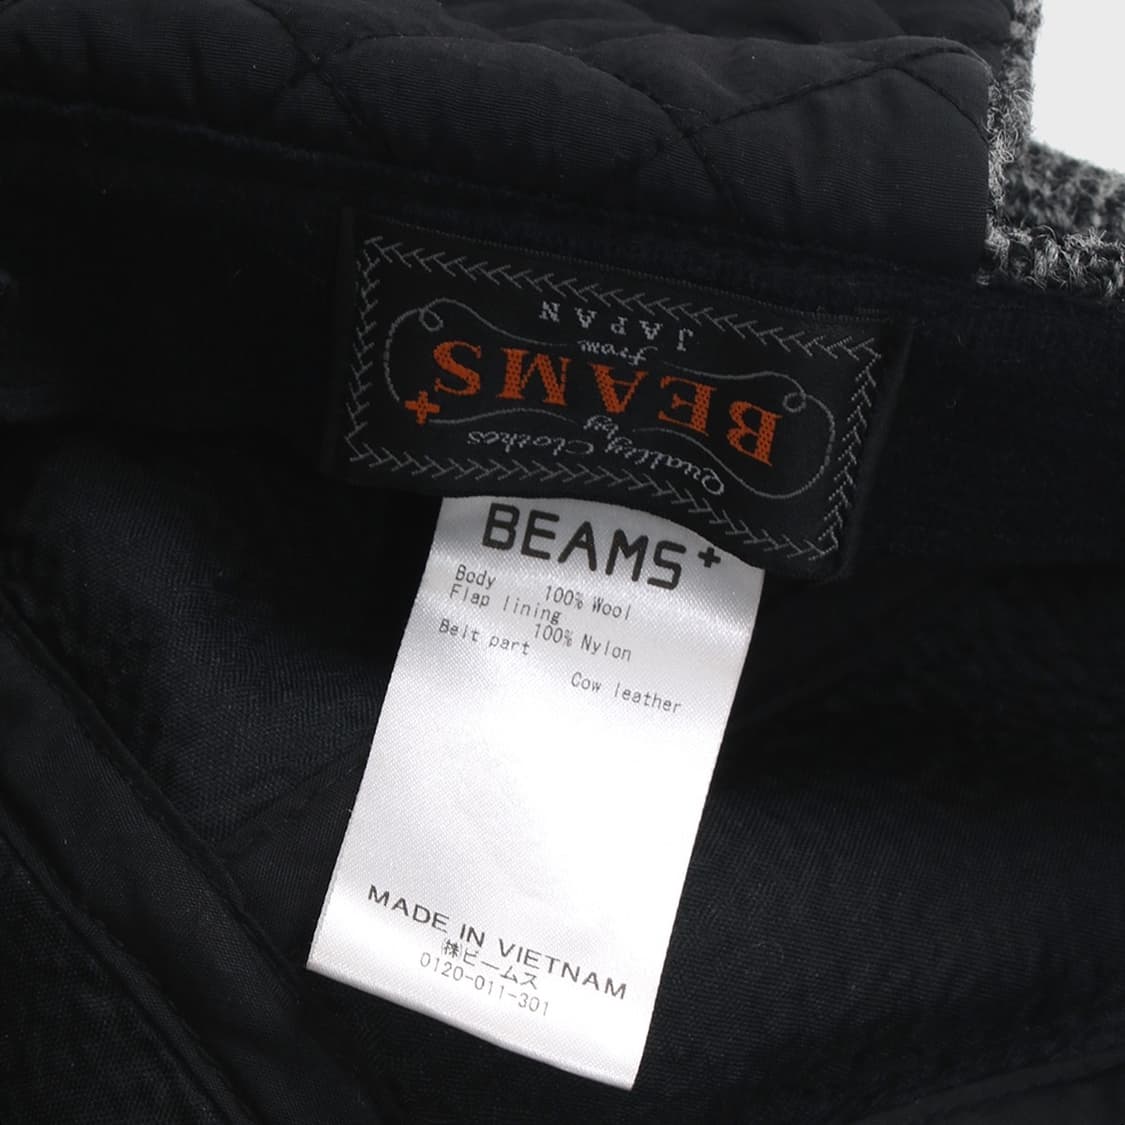 Quality Clothes
by
BEAMS+
from
JAPAN
BEAMS+
Body
100% Wool
Flap lining
100% Nylon
Belt part
Cow leather
MADE IN VIETNAM
㈱ビームス
0120-011-301